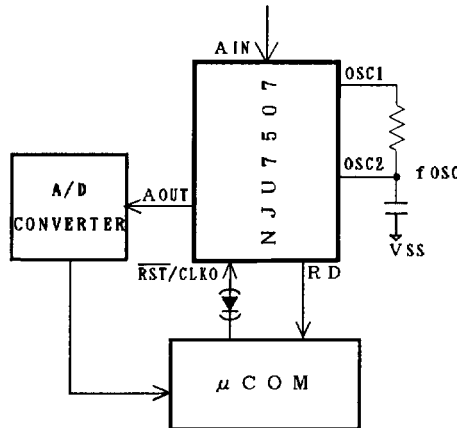 AIN
OSC1
NJU7507
OSC2
fOSC
A/D
CONVERTER
AOUT
VSS
RST/CLKO
RD
μCOM